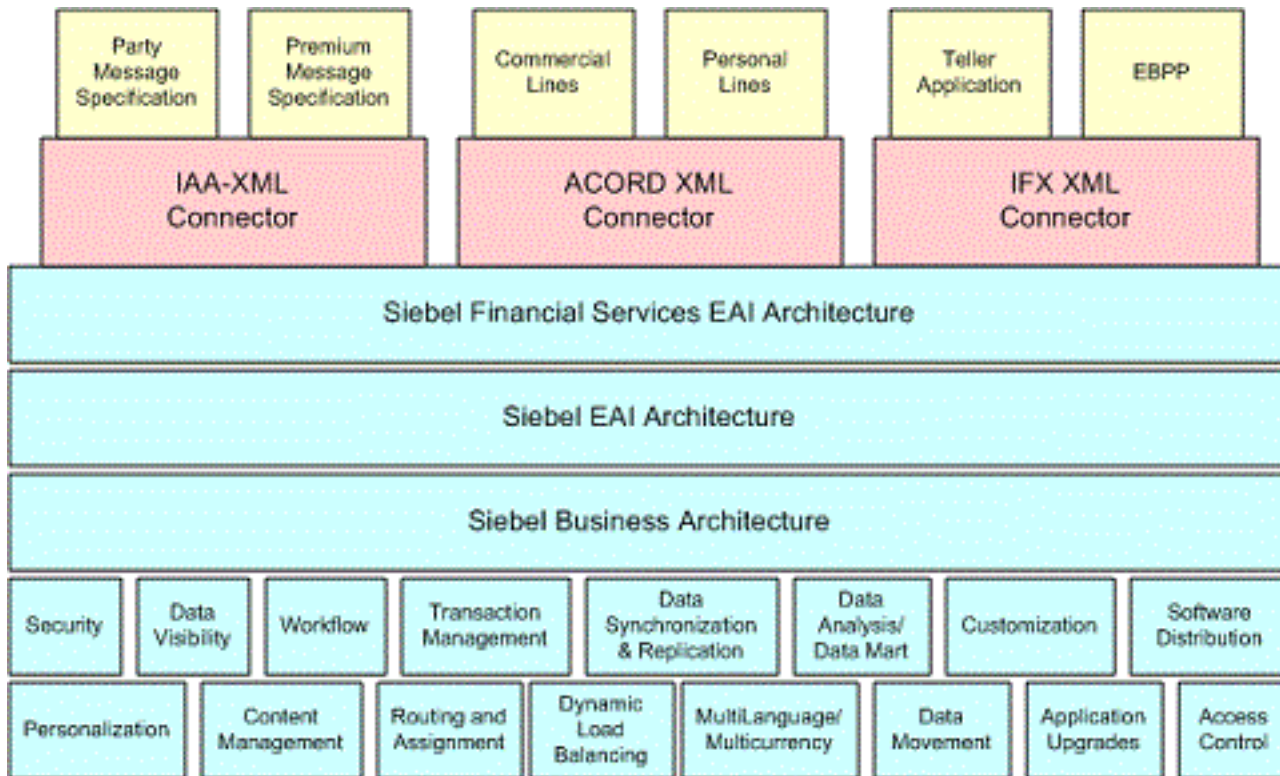 Party
Message
Specification
Premium
Message
Specification
Commercial
Lines
Personal
Lines
Teller
Application
EBPP
IAA-XML
Connector
ACORD XML
Connector
IFX XML
Connector
Siebel Financial Services EAI Architecture
Siebel EAI Architecture
Siebel Business Architecture
Security
Data
Visibility
Workflow
Transaction
Management
Data
Synchronization
& Replication
Data
Analysis/
Data Mart
Customization
Software
Distribution
Personalization
Content
Management
Routing and
Assignment
Dynamic
Load
Balancing
MultiLanguage/
Multicurrency
Data
Movement
Application
Upgrades
Access
Control